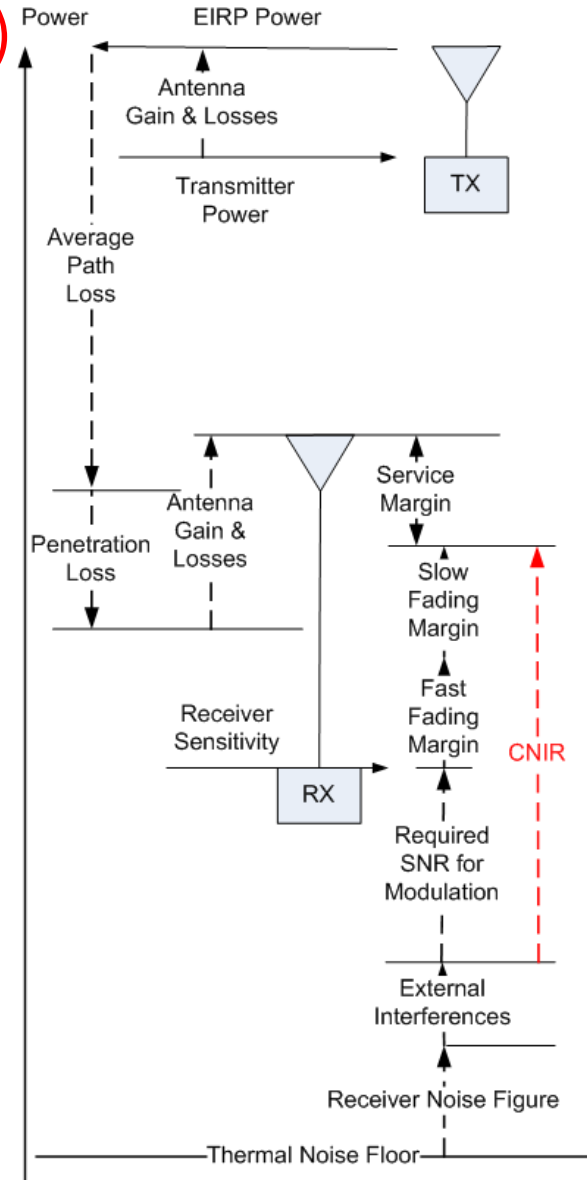 Power
EIRP Power
Antenna
Gain & Losses
TX
Transmitter
Power
Average
Path
Loss
Service
Margin
Antenna
Gain &
Losses
Penetration
Loss
Slow
Fading
Margin
Fast
Fading
Margin
Receiver
Sensitivity
CNIR
RX
Required
SNR for
Modulation
External
Interferences
Receiver Noise Figure
Thermal Noise Floor